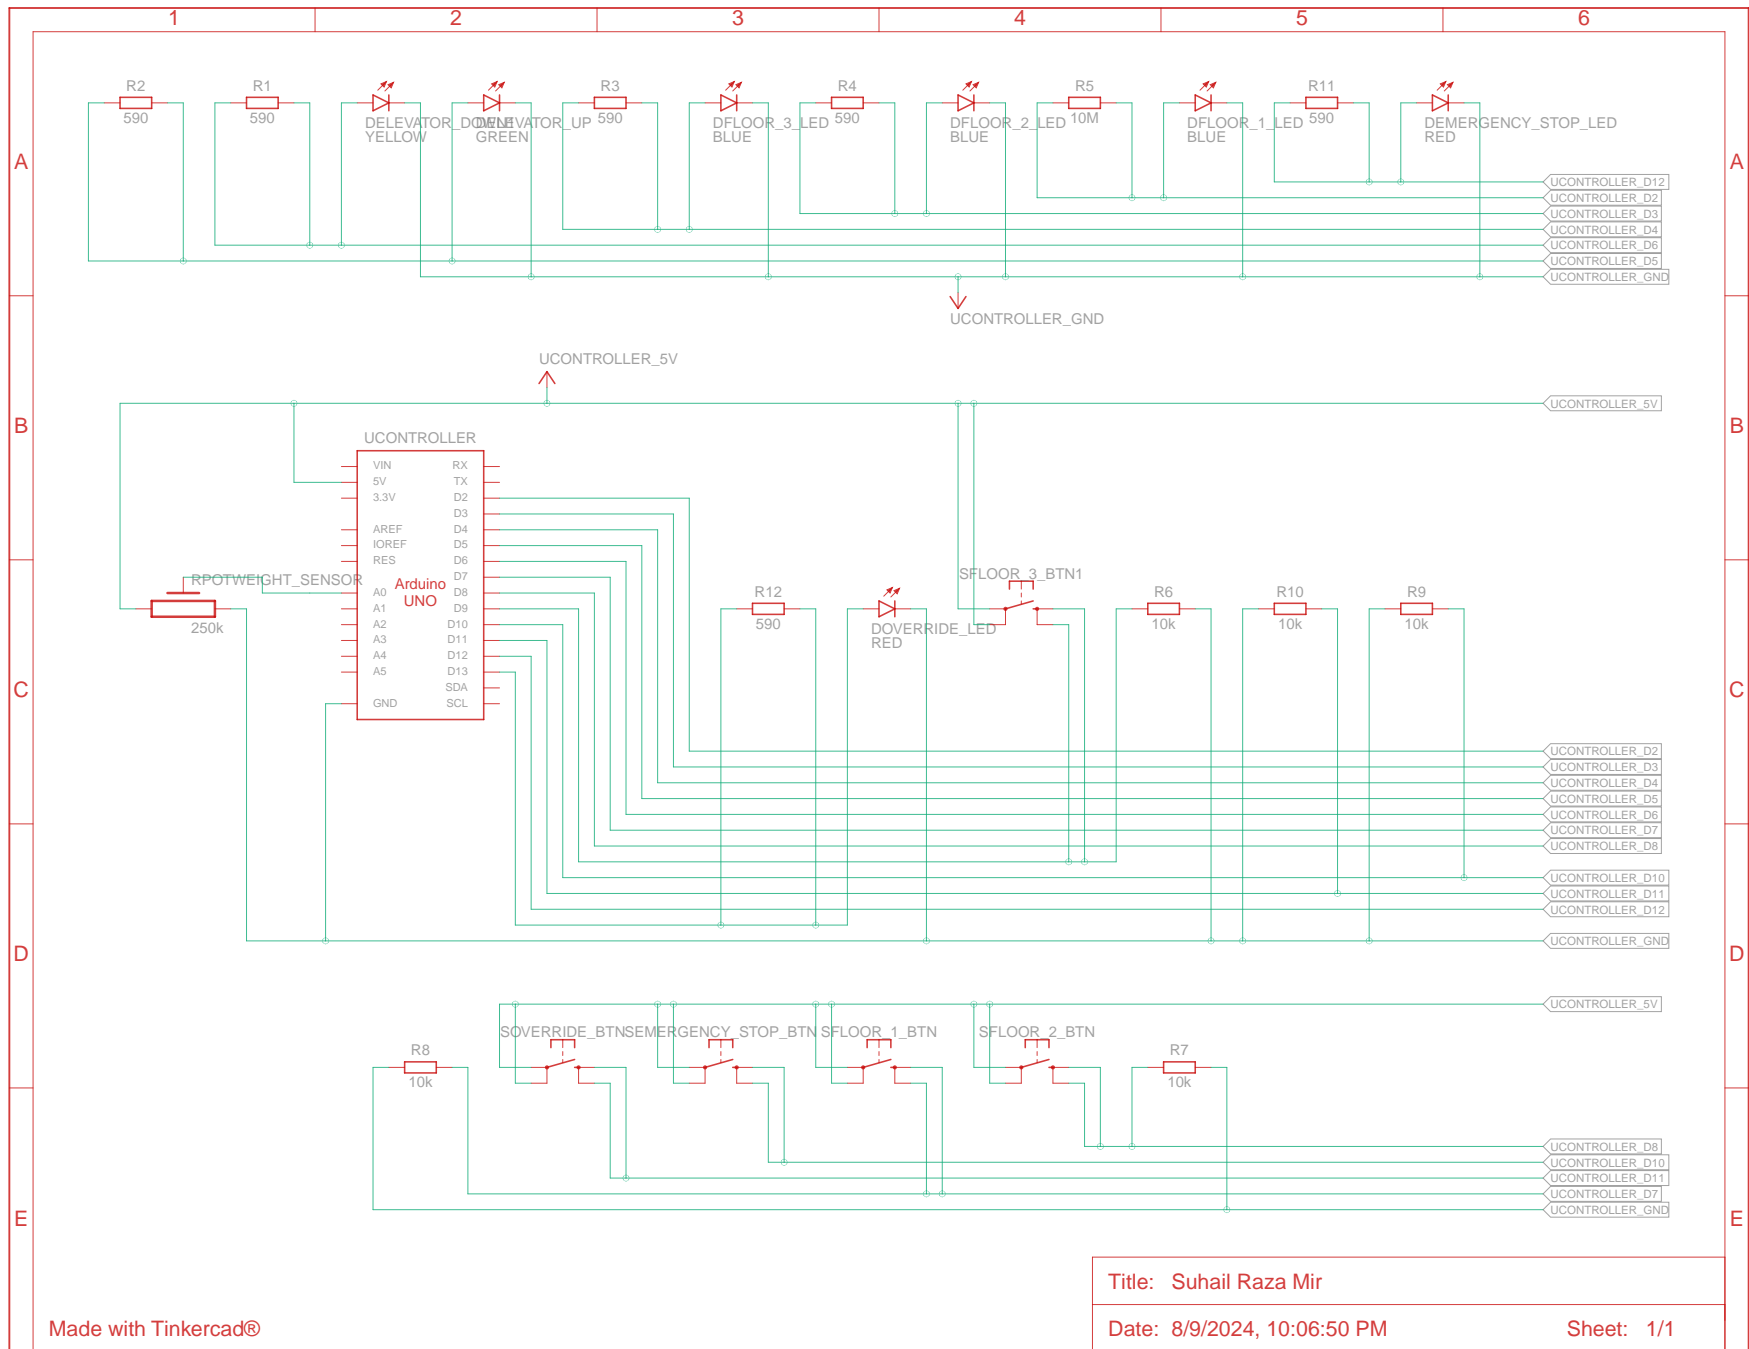 1 2 3 4 5 6
R2 R1 R3 R4 R5 R11
590 590 DELEVATOR_DOWN DELEVATOR_UP 590 DFLOOR_3_LED 590 DFLOOR_2_LED 10M DFLOOR_1_LED 590 DEMERGENCY_STOP_LED
YELLOW GREEN BLUE BLUE BLUE RED
A A
UCONTROLLER_D12
UCONTROLLER_D2
UCONTROLLER_D3
UCONTROLLER_D4
UCONTROLLER_D6
UCONTROLLER_D5
UCONTROLLER_GND
UCONTROLLER_GND
UCONTROLLER_5V
UCONTROLLER_5V
B B
UCONTROLLER
VIN RX
5V TX
3.3V D2
D3
AREF D4
IOREF D5
RES D6
D7
A0 D8
A1 D9
A2 D10
A3 D11
A4 D12
A5 D13
SDA
GND SCL
Arduino
UNO
RPOTWEIGHT_SENSOR
250k
R12
590
DOVERRIDE_LED
RED
SFLOOR_3_BTN1
R6 R10 R9
10k 10k 10k
C C
UCONTROLLER_D2
UCONTROLLER_D3
UCONTROLLER_D4
UCONTROLLER_D5
UCONTROLLER_D6
UCONTROLLER_D7
UCONTROLLER_D8
UCONTROLLER_D10
UCONTROLLER_D11
UCONTROLLER_D12
UCONTROLLER_GND
D D
UCONTROLLER_5V
SOVERRIDE_BTN SEMERGENCY_STOP_BTN SFLOOR_1_BTN SFLOOR_2_BTN
R8 R7
10k 10k
UCONTROLLER_D8
UCONTROLLER_D10
UCONTROLLER_D11
UCONTROLLER_D7
UCONTROLLER_GND
E E
Title: Suhail Raza Mir
Made with Tinkercad®
Date: 8/9/2024, 10:06:50 PM Sheet: 1/1